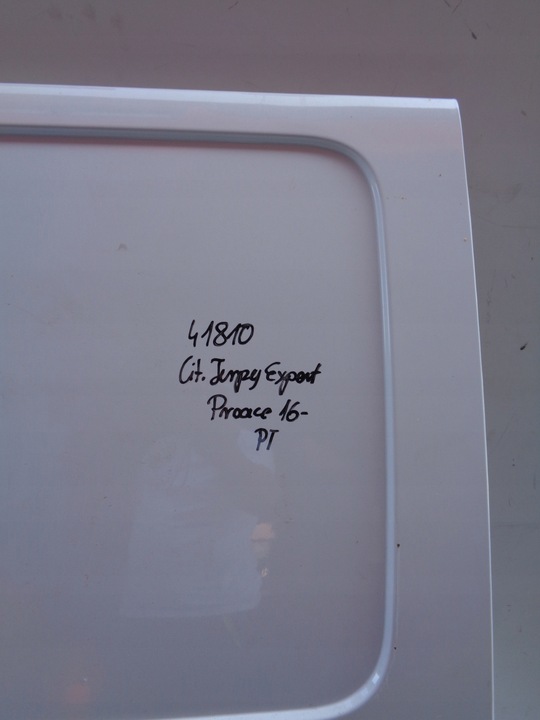 41810
Cit. Jumpy Expert
Proace 16-
PT